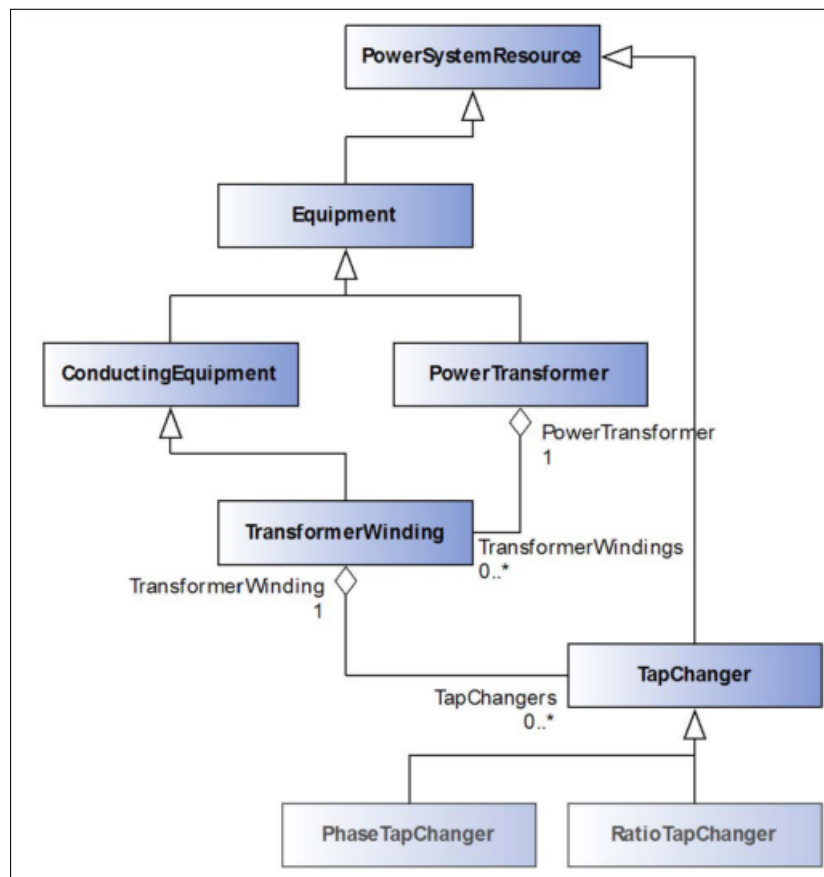 PowerSystemResource
Equipment
ConductingEquipment
PowerTransformer
PowerTransformer
1
TransformerWinding
TransformerWindings
0..*
TransformerWinding
1
TapChanger
TapChangers
0..*
PhaseTapChanger
RatioTapChanger